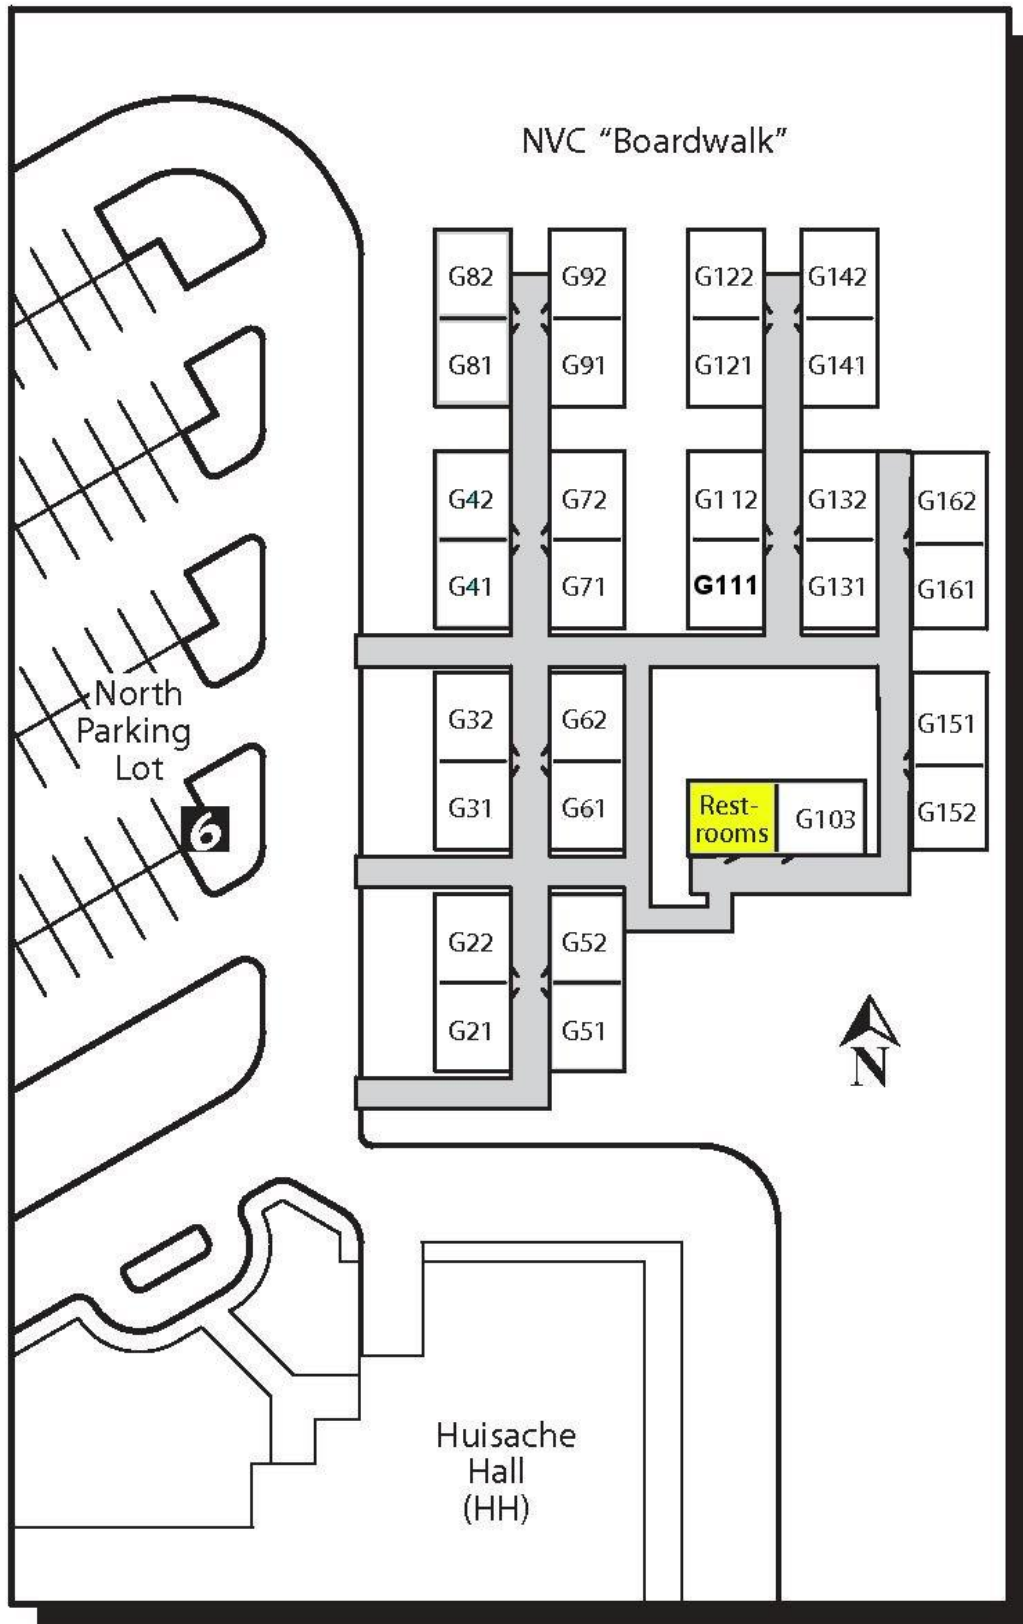 NVC “Boardwalk”
G82 G92 G122 G142
G81 G91 G121 G141
G42 G72 G1 12 G132 G162
G41 G71 G111 G131 G161
North
Parking
Lot
6
G32 G62 G151
G31 G61 G152
Rest-
rooms
G103
G22 G52
G21 G51
N
Huisache
Hall
(HH)